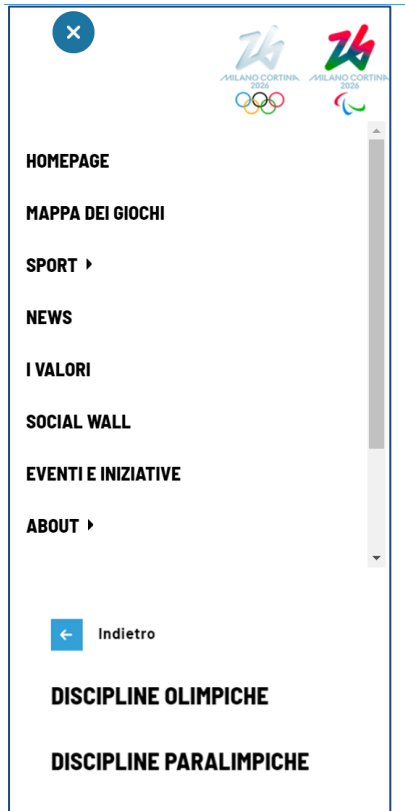 MILANO CORTINA
2026
MILANO CORTINA
2026
HOMEPAGE
MAPPA DEI GIOCHI
SPORT
NEWS
I VALORI
SOCIAL WALL
EVENTI E INIZIATIVE
ABOUT
Indietro
DISCIPLINE OLIMPICHE
DISCIPLINE PARALIMPICHE